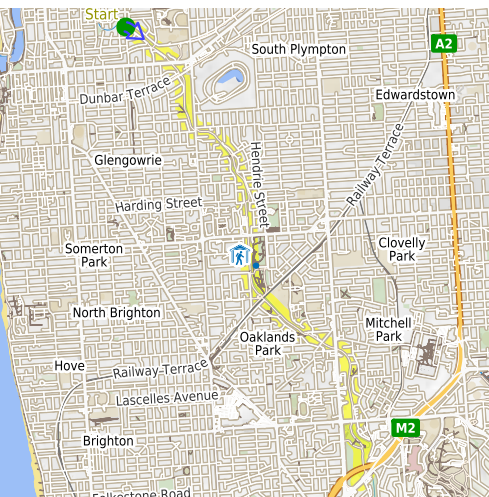 Start
South Plympton
A2
Dunbar Terrace
Edwardstown
Glengowrie
Hendrie Street
Railway Terrace
Harding Street
Somerton
Park
Clovelly
Park
North Brighton
Mitchell
Park
Oaklands
Park
Hove
Railway Terrace
Lascelles Avenue
M2
Brighton
Folkestone Road